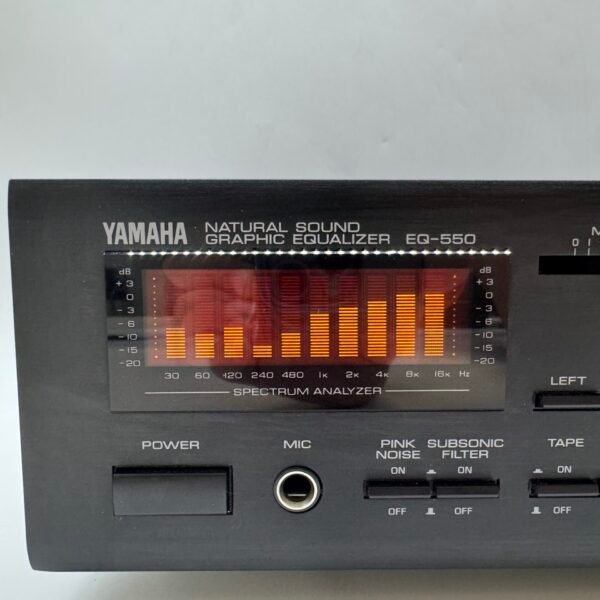 YAMAHA NATURAL SOUND
GRAPHIC EQUALIZER EQ-550
0 1
dB dB
+3 +3
0 0
-3 -3
-6 -6
-10 -10
-15 -15
-20 -20
30 60 120 240 480 1K 2K 4K 8K 16K Hz
SPECTRUM ANALYZER
LEFT
POWER MIC PINK NOISE SUBSONIC FILTER TAPE
ON ON ON
OFF OFF OFF